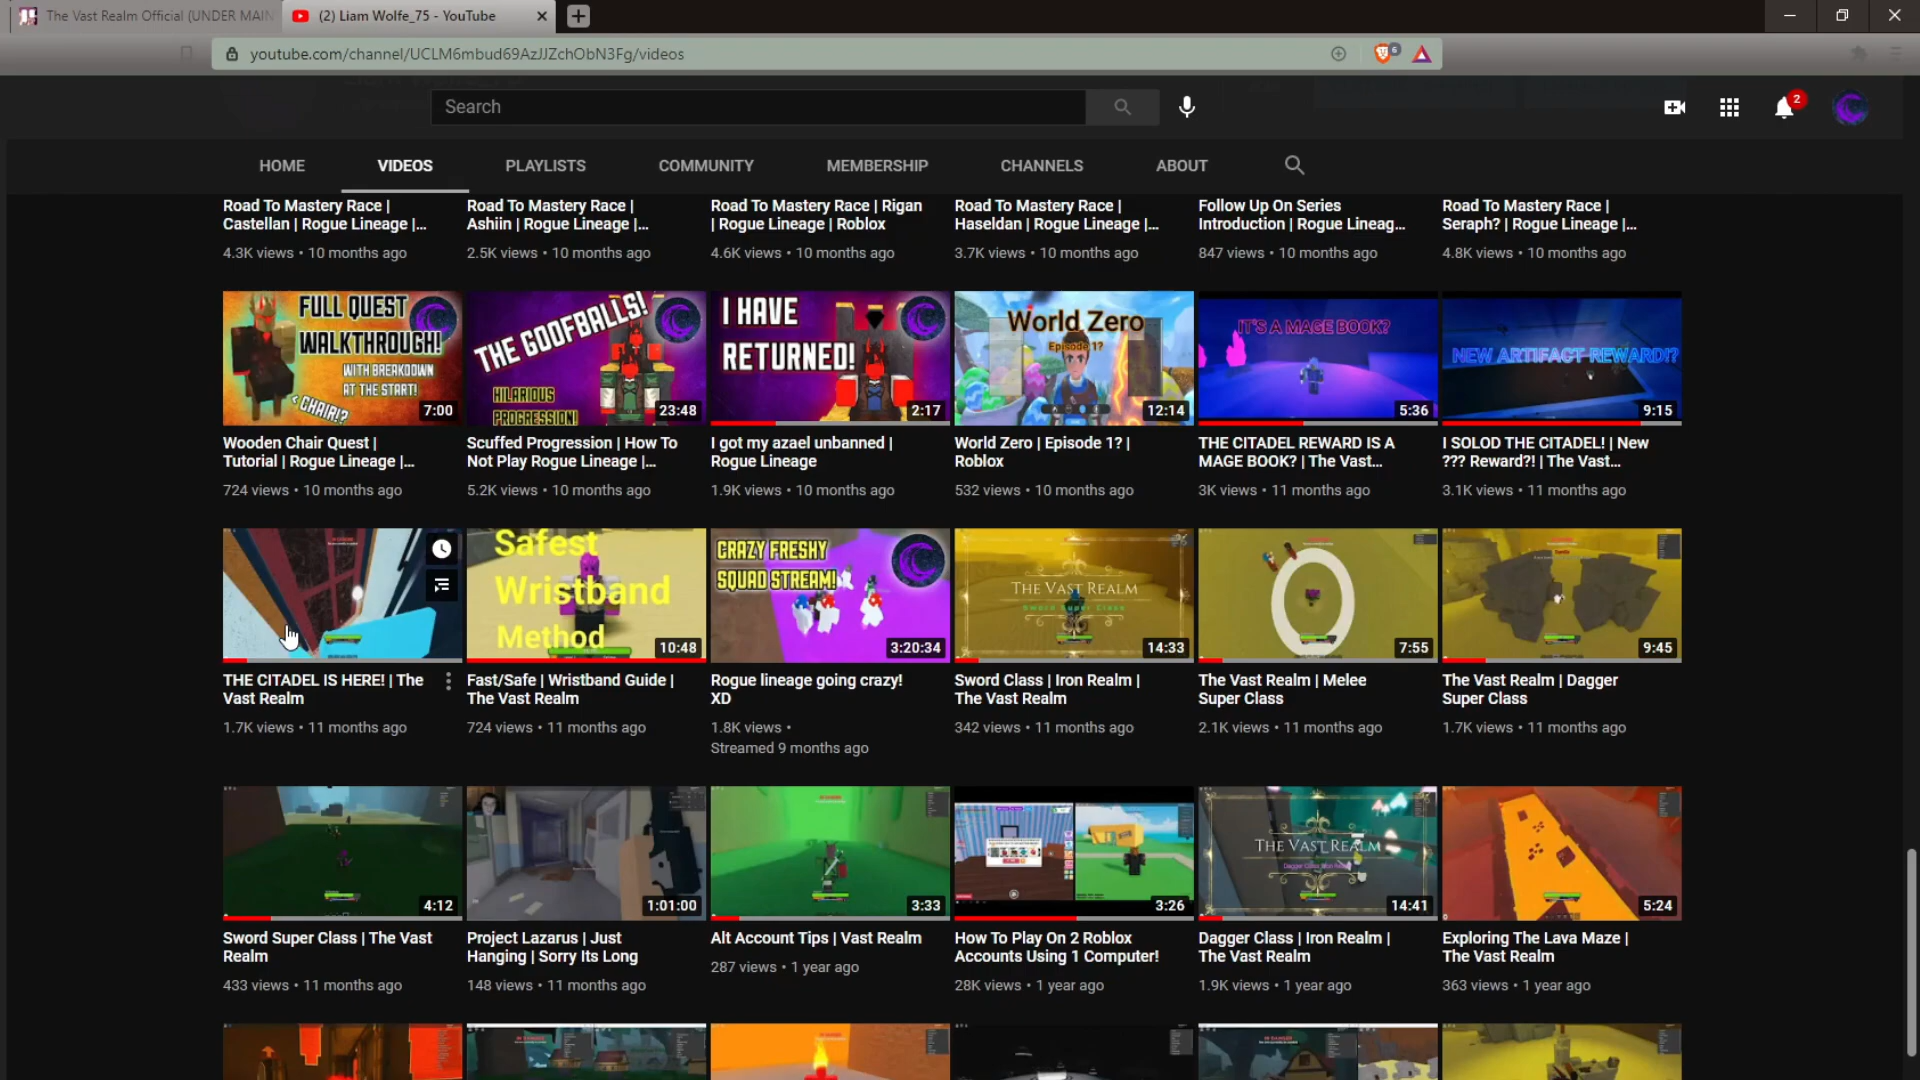 The Vast Realm Official (UNDER MAIN
(2) Liam Wolfe_75 - YouTube
youtube.com/channel/UCLM6mbud69AzJJZchObN3Fg/videos
6
Search
2
HOME
VIDEOS
PLAYLISTS
COMMUNITY
MEMBERSHIP
CHANNELS
ABOUT
Road To Mastery Race |
Castellan | Rogue Lineage |...
4.3K views • 10 months ago
Road To Mastery Race |
Ashiin | Rogue Lineage |...
2.5K views • 10 months ago
Road To Mastery Race | Rigan
| Rogue Lineage | Roblox
4.6K views • 10 months ago
Road To Mastery Race |
Haseldan | Rogue Lineage |...
3.7K views • 10 months ago
Follow Up On Series
Introduction | Rogue Lineag...
847 views • 10 months ago
Road To Mastery Race |
Seraph? | Rogue Lineage |...
4.8K views • 10 months ago
FULL QUEST
WALKTHROUGH!
WITH BREAKDOWN
AT THE START!
< CHAIR!?
7:00
Wooden Chair Quest |
Tutorial | Rogue Lineage |...
724 views • 10 months ago
THE GOOFBALLS!
HILARIOUS
PROGRESSION!
23:48
Scuffed Progression | How To
Not Play Rogue Lineage |...
5.2K views • 10 months ago
I HAVE
RETURNED!
2:17
I got my azael unbanned |
Rogue Lineage
1.9K views • 10 months ago
World Zero
Episode 1?
12:14
World Zero | Episode 1? |
Roblox
532 views • 10 months ago
IT'S A MAGE BOOK?
5:36
THE CITADEL REWARD IS A
MAGE BOOK? | The Vast...
3K views • 11 months ago
NEW ARTIFACT REWARD!?
9:15
I SOLOD THE CITADEL! | New
??? Reward?! | The Vast...
3.1K views • 11 months ago
THE CITADEL IS HERE! | The
Vast Realm
1.7K views • 11 months ago
Safest
Wristband
Method
10:48
Fast/Safe | Wristband Guide |
The Vast Realm
724 views • 11 months ago
CRAZY FRESHY
SQUAD STREAM!
3:20:34
Rogue lineage going crazy!
XD
1.8K views •
Streamed 9 months ago
THE VAST REALM
Sword Super Class
14:33
Sword Class | Iron Realm |
The Vast Realm
342 views • 11 months ago
7:55
The Vast Realm | Melee
Super Class
2.1K views • 11 months ago
9:45
The Vast Realm | Dagger
Super Class
1.7K views • 11 months ago
4:12
Sword Super Class | The Vast
Realm
433 views • 11 months ago
1:01:00
Project Lazarus | Just
Hanging | Sorry Its Long
148 views • 11 months ago
3:33
Alt Account Tips | Vast Realm
287 views • 1 year ago
3:26
How To Play On 2 Roblox
Accounts Using 1 Computer!
28K views • 1 year ago
THE VAST REALM
14:41
Dagger Class | Iron Realm |
The Vast Realm
1.9K views • 1 year ago
5:24
Exploring The Lava Maze |
The Vast Realm
363 views • 1 year ago